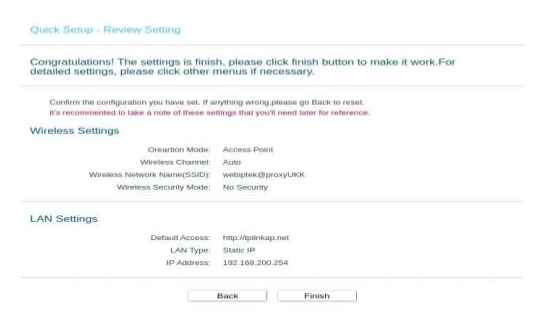 Quick Setup - Review Setting
Congratulations! The settings is finish, please click finish button to make it work.For
detailed settings, please click other menus if necessary.
Confirm the configuration you have set. If anything wrong,please go Back to reset.
It's recommented to take a note of these settings that you'll need later for reference.
Wireless Settings
Oreartion Mode: Access Point
Wireless Channel: Auto
Wireless Network Name(SSID): webiptek@proxyUKK
Wireless Security Mode: No Security
LAN Settings
Default Access: http://tplinkap.net
LAN Type: Static IP
IP Address: 192.168.200.254
Back Finish